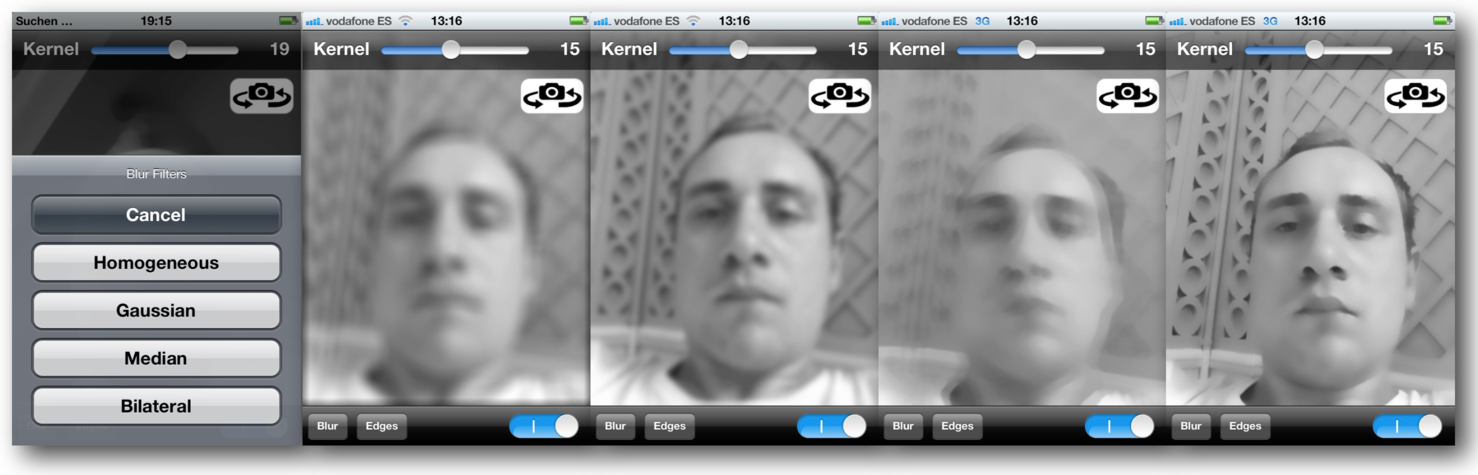 Suchen ... 19:15
Kernel 19
Blur Filters
Cancel
Homogeneous
Gaussian
Median
Bilateral
vodafone ES 13:16
Kernel 15
Blur Edges
vodafone ES 13:16
Kernel 15
Blur Edges
vodafone ES 3G 13:16
Kernel 15
Blur Edges
vodafone ES 3G 13:16
Kernel 15
Blur Edges